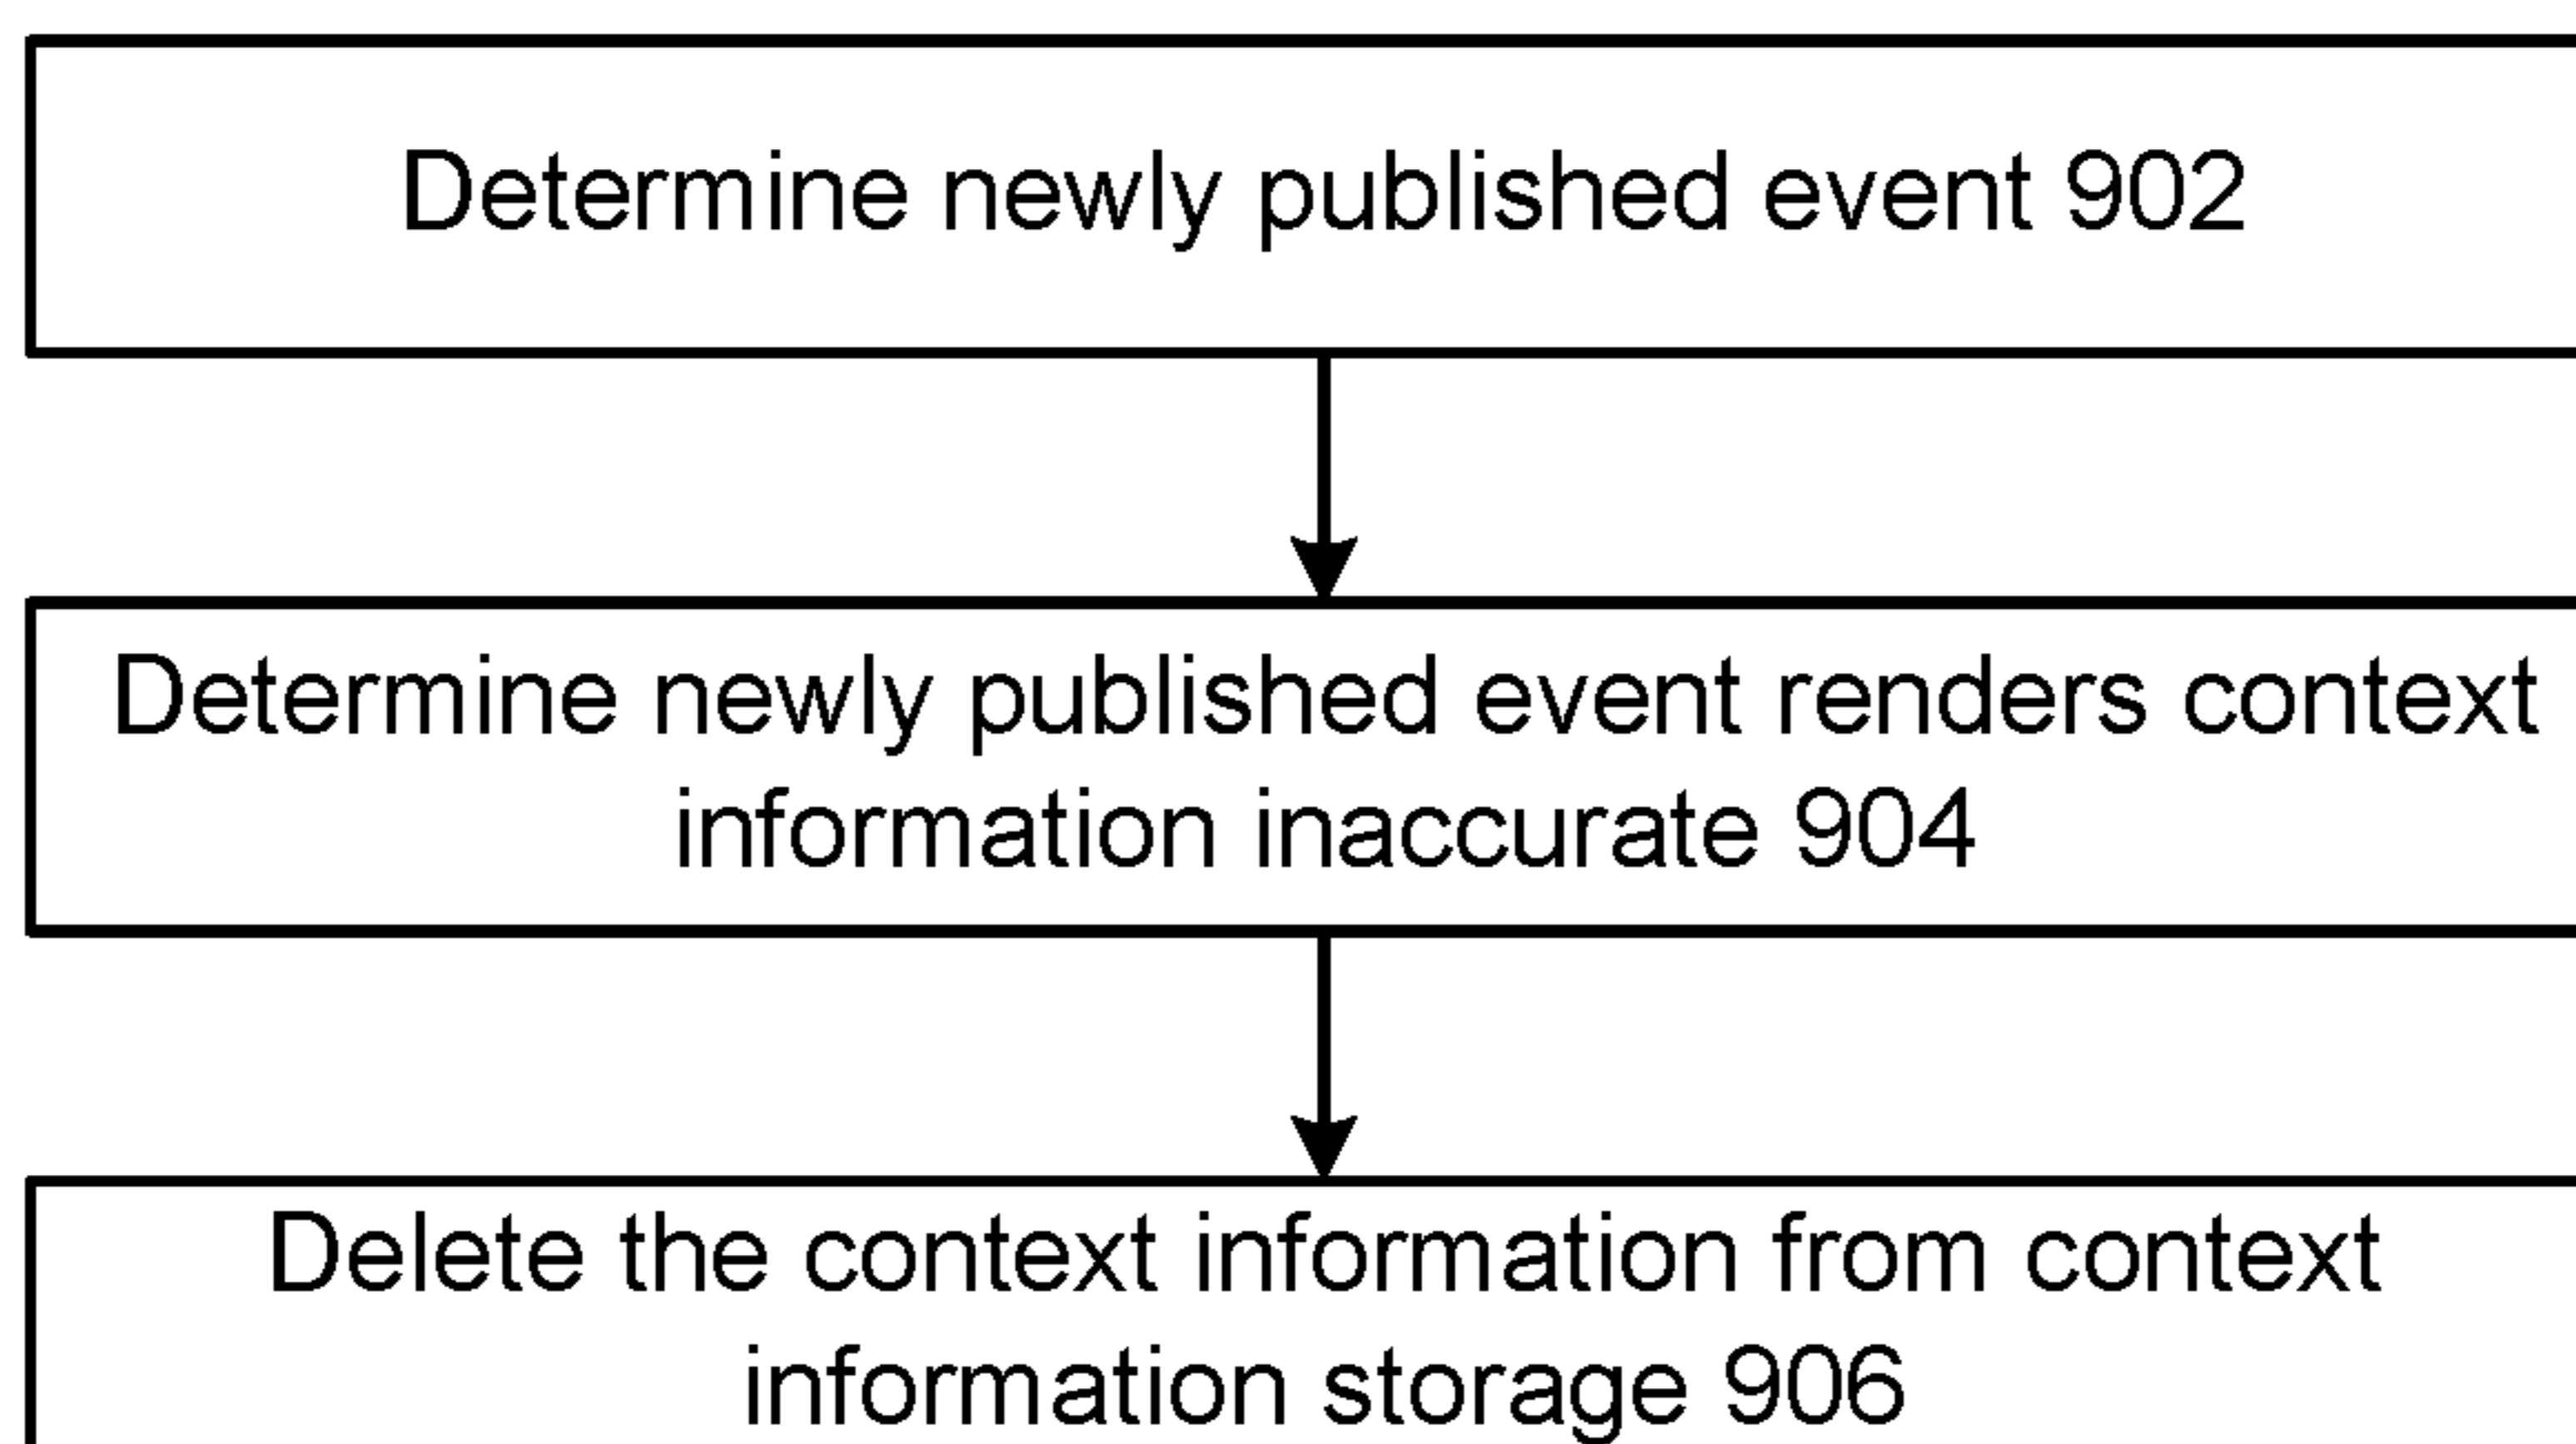 Determine newly published event 902
Determine newly published event renders context
information inaccurate 904
Delete the context information from context
information storage 906